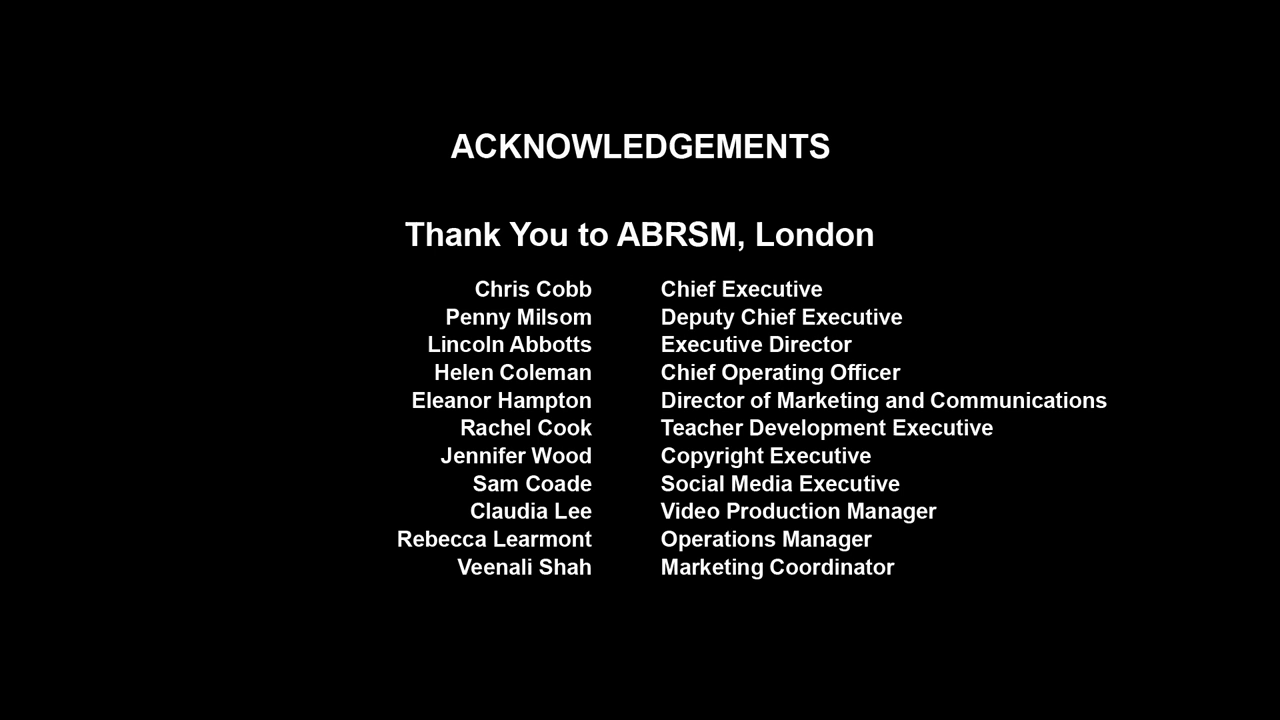 ACKNOWLEDGEMENTS
Thank You to ABRSM, London
Chris Cobb Chief Executive
Penny Milsom Deputy Chief Executive
Lincoln Abbotts Executive Director
Helen Coleman Chief Operating Officer
Eleanor Hampton Director of Marketing and Communications
Rachel Cook Teacher Development Executive
Jennifer Wood Copyright Executive
Sam Coade Social Media Executive
Claudia Lee Video Production Manager
Rebecca Learmont Operations Manager
Veenali Shah Marketing Coordinator